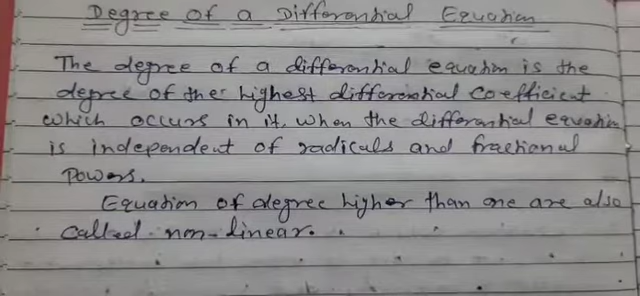 Degree of a Differential Equation
The degree of a differential equation is the
degree of the highest differential coefficient
which occurs in it, when the differential equation
is independent of radicals and fractional
powers.
Equation of degree higher than one are also
called non-linear.